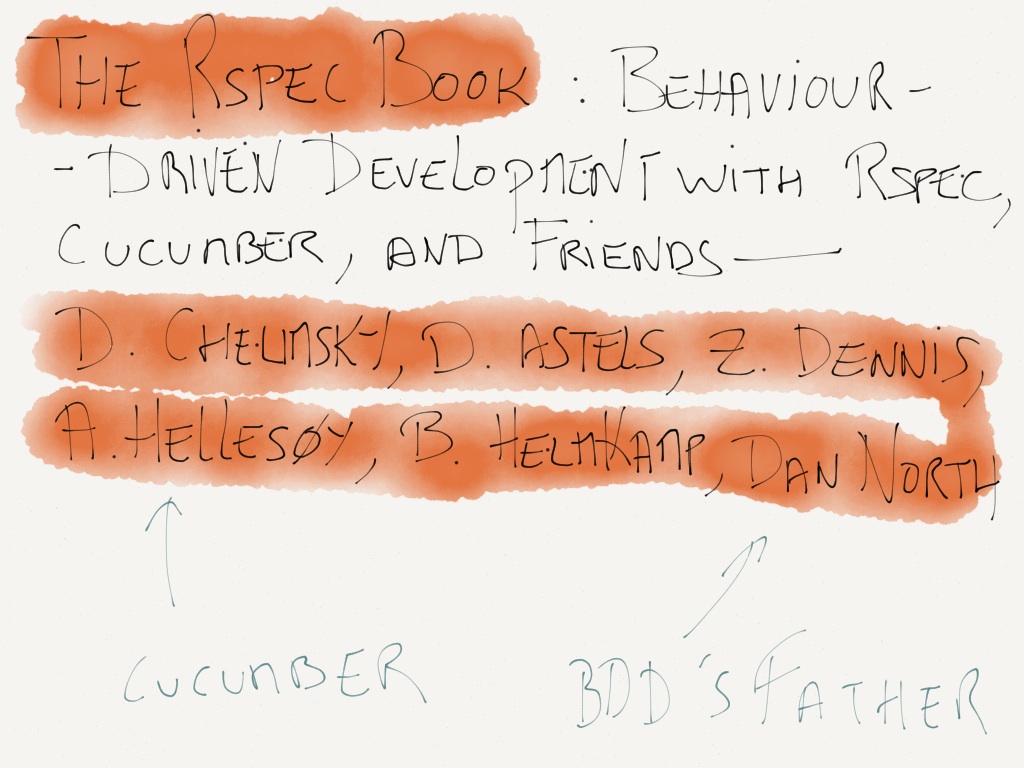 THE RSPEC BOOK : BEHAVIOUR-
-DRIVEN DEVELOPMENT WITH RSPEC,
CUCUMBER, AND FRIENDS—
D. CHELIMSKY, D. ASTELS, Z. DENNIS,
A. HELLESØY, B. HELMKAMP, DAN NORTH
CUCUMBER
BDD'S FATHER